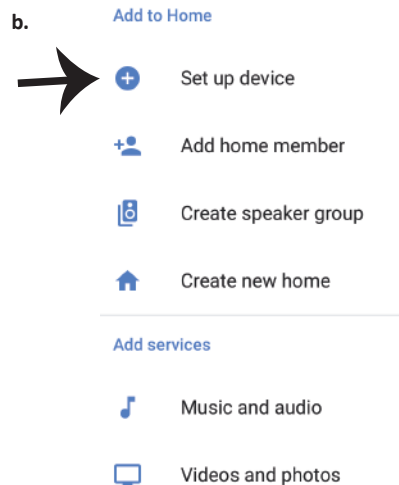 b.
Add to Home
Set up device
Add home member
Create speaker group
Create new home
Add services
Music and audio
Videos and photos